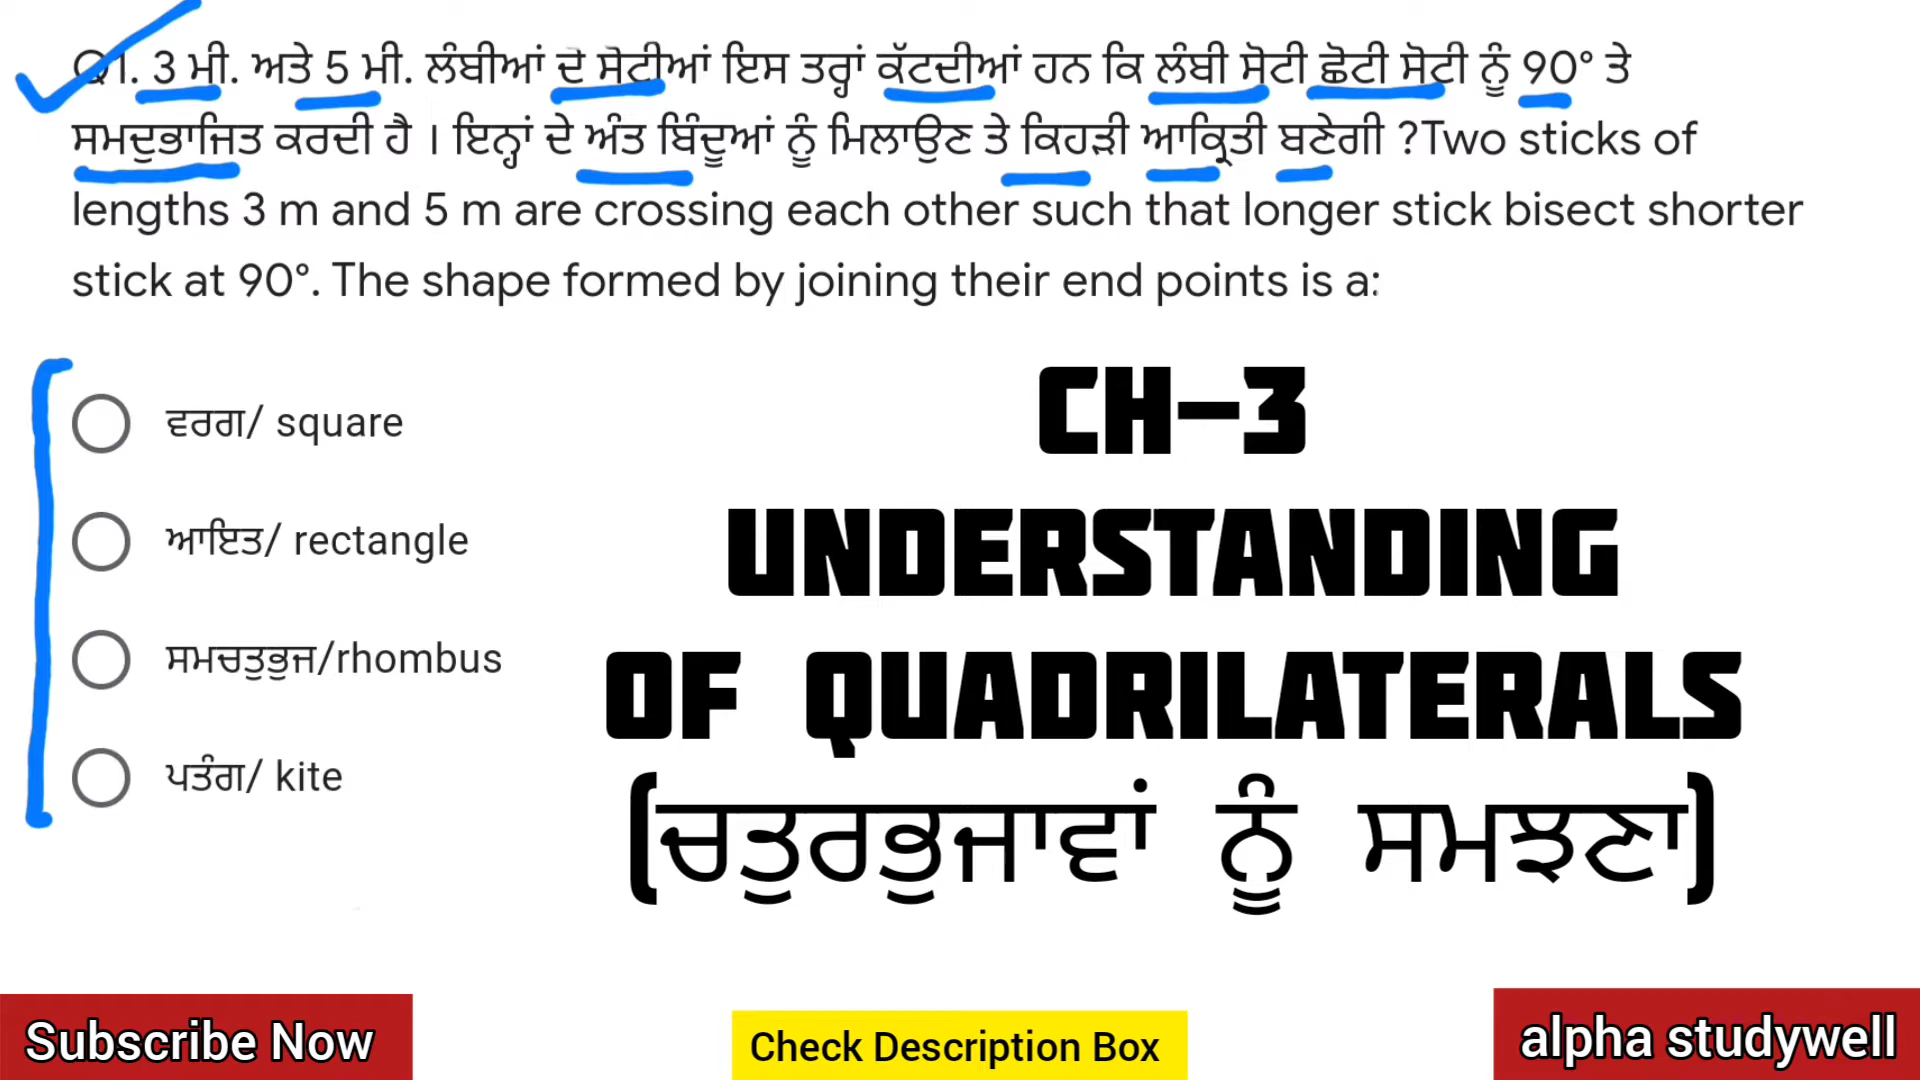 Q1. 3 ਮੀ. ਅਤੇ 5 ਮੀ. ਲੰਬੀਆਂ ਦੋ ਸੋਟੀਆਂ ਇਸ ਤਰ੍ਹਾਂ ਕੱਟਦੀਆਂ ਹਨ ਕਿ ਲੰਬੀ ਸੋਟੀ ਛੋਟੀ ਸੋਟੀ ਨੂੰ 90° ਤੇ
ਸਮਦੁਭਾਜਿਤ ਕਰਦੀ ਹੈ । ਇਨ੍ਹਾਂ ਦੇ ਅੰਤ ਬਿੰਦੂਆਂ ਨੂੰ ਮਿਲਾਉਣ ਤੇ ਕਿਹੜੀ ਆਕ੍ਰਿਤੀ ਬਣੇਗੀ ?Two sticks of
lengths 3 m and 5 m are crossing each other such that longer stick bisect shorter
stick at 90°. The shape formed by joining their end points is a:
ਵਰਗ/ square
ਆਇਤ/ rectangle
ਸਮਚਤੁਭੁਜ/rhombus
ਪਤੰਗ/ kite
CH-3
UNDERSTANDING
OF QUADRILATERALS
(ਚਤੁਰਭੁਜਾਵਾਂ ਨੂੰ ਸਮਝਣਾ)
Subscribe Now
Check Description Box
alpha studywell